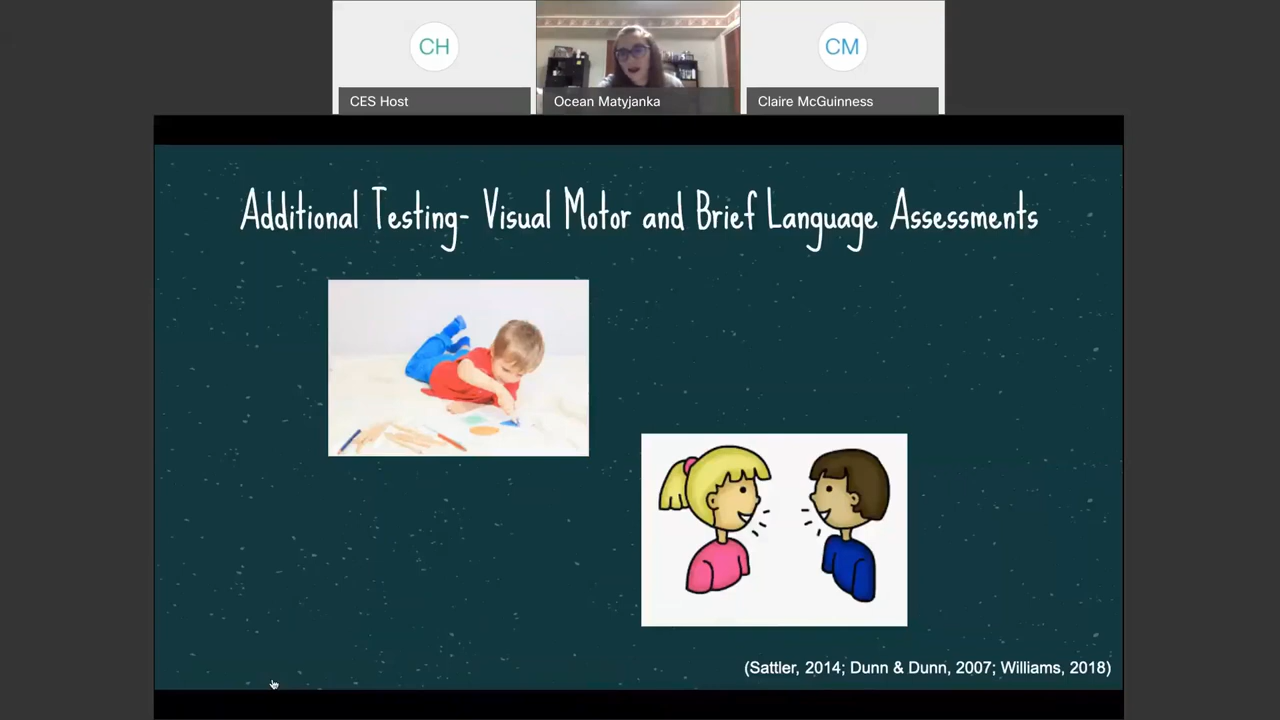 CH
CM
CES Host
Ocean Matyjanka
Claire McGuinness
Additional Testing- Visual Motor and Brief Language Assessments
(Sattler, 2014; Dunn & Dunn, 2007; Williams, 2018)